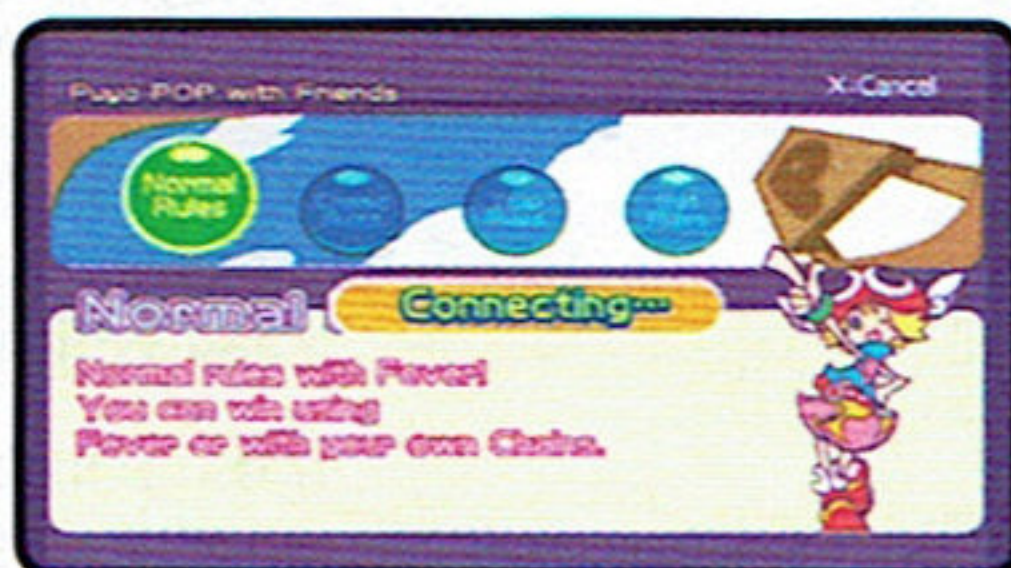 Puyo POP with Friends
X: Cancel
Normal
Rules
Normal
Connecting...
Normal rules with Fever!
You can win using
Fever or with your own Chains.